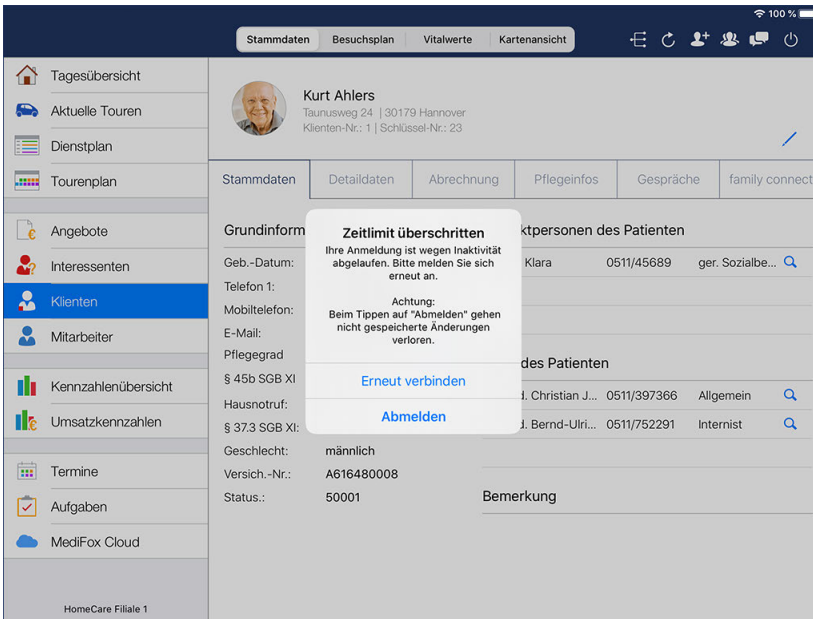 100 %
Stammdaten Besuchsplan Vitalwerte Kartenansicht
Tagesübersicht
Aktuelle Touren
Dienstplan
Tourenplan
Angebote
Interessenten
Klienten
Mitarbeiter
Kennzahlenübersicht
Umsatzkennzahlen
Termine
Aufgaben
MediFox Cloud
HomeCare Filiale 1
Kurt Ahlers
Taunusweg 24 | 30179 Hannover
Klienten-Nr.: 1 | Schlüssel-Nr.: 23
Stammdaten Detaildaten Abrechnung Pflegeinfos Gespräche family connect
Grundinform
Geb.-Datum:
Telefon 1:
Mobiltelefon:
E-Mail:
Pflegegrad
§ 45b SGB XI
Hausnotruf:
§ 37.3 SGB XI:
Geschlecht: männlich
Versich.-Nr.: A616480008
Status.: 50001
Zeitlimit überschritten
Ihre Anmeldung ist wegen Inaktivität
abgelaufen. Bitte melden Sie sich
erneut an.
Achtung:
Beim Tippen auf "Abmelden" gehen
nicht gespeicherte Änderungen
verloren.
Erneut verbinden
Abmelden
ktpersonen des Patienten
Klara 0511/45689 ger. Sozialbe...
des Patienten
d. Christian J... 0511/397366 Allgemein
d. Bernd-Ulri... 0511/752291 Internist
Bemerkung